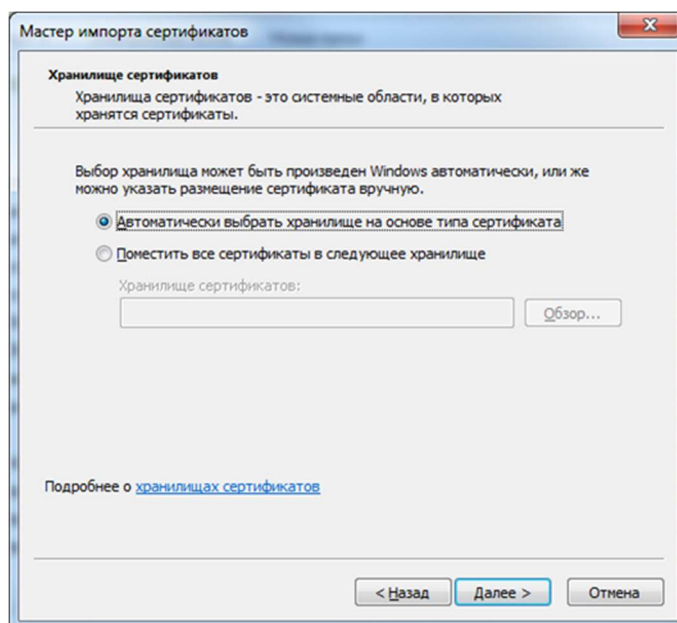 Мастер импорта сертификатов
Хранилище сертификатов
Хранилища сертификатов - это системные области, в которых
хранятся сертификаты.
Выбор хранилища может быть произведен Windows автоматически, или же
можно указать размещение сертификата вручную.
Автоматически выбрать хранилище на основе типа сертификата
Поместить все сертификаты в следующее хранилище
Хранилище сертификатов:
Обзор...
Подробнее о хранилищах сертификатов
< Назад Далее > Отмена